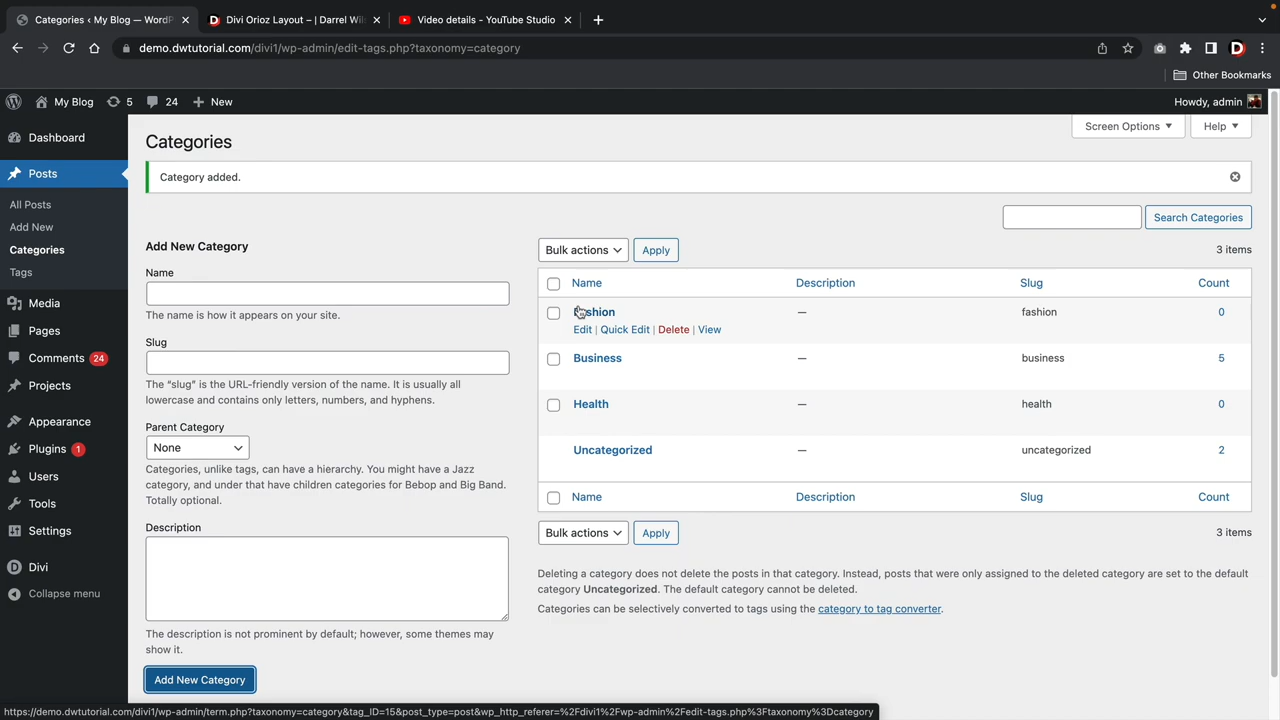 Categories ‹ My Blog — WordP
Divi Orioz Layout – | Darrel Wil
Video details - YouTube Studio
demo.dwtutorial.com/divi1/wp-admin/edit-tags.php?taxonomy=category
Other Bookmarks
My Blog 5 24 New
Howdy, admin
Dashboard
Posts
All Posts
Add New
Categories
Tags
Media
Pages
Comments 24
Projects
Appearance
Plugins 1
Users
Tools
Settings
Divi
Collapse menu
Categories
Screen Options
Help
Category added.
Search Categories
Add New Category
Name
The name is how it appears on your site.
Slug
The “slug” is the URL-friendly version of the name. It is usually all
lowercase and contains only letters, numbers, and hyphens.
Parent Category
None
Categories, unlike tags, can have a hierarchy. You might have a Jazz
category, and under that have children categories for Bebop and Big Band.
Totally optional.
Description
The description is not prominent by default; however, some themes may
show it.
Add New Category
Bulk actions Apply 3 items
Name Description Slug Count
Fashion — fashion 0
Edit | Quick Edit | Delete | View
Business — business 5
Health — health 0
Uncategorized — uncategorized 2
Name Description Slug Count
Bulk actions Apply 3 items
Deleting a category does not delete the posts in that category. Instead, posts that were only assigned to the deleted category are set to the default
category Uncategorized. The default category cannot be deleted.
Categories can be selectively converted to tags using the category to tag converter.
https://demo.dwtutorial.com/divi1/wp-admin/term.php?taxonomy=category&tag_ID=15&post_type=post&wp_http_referer=%2Fdivi1%2Fwp-admin%2Fedit-tags.php%3Ftaxonomy%3Dcategory